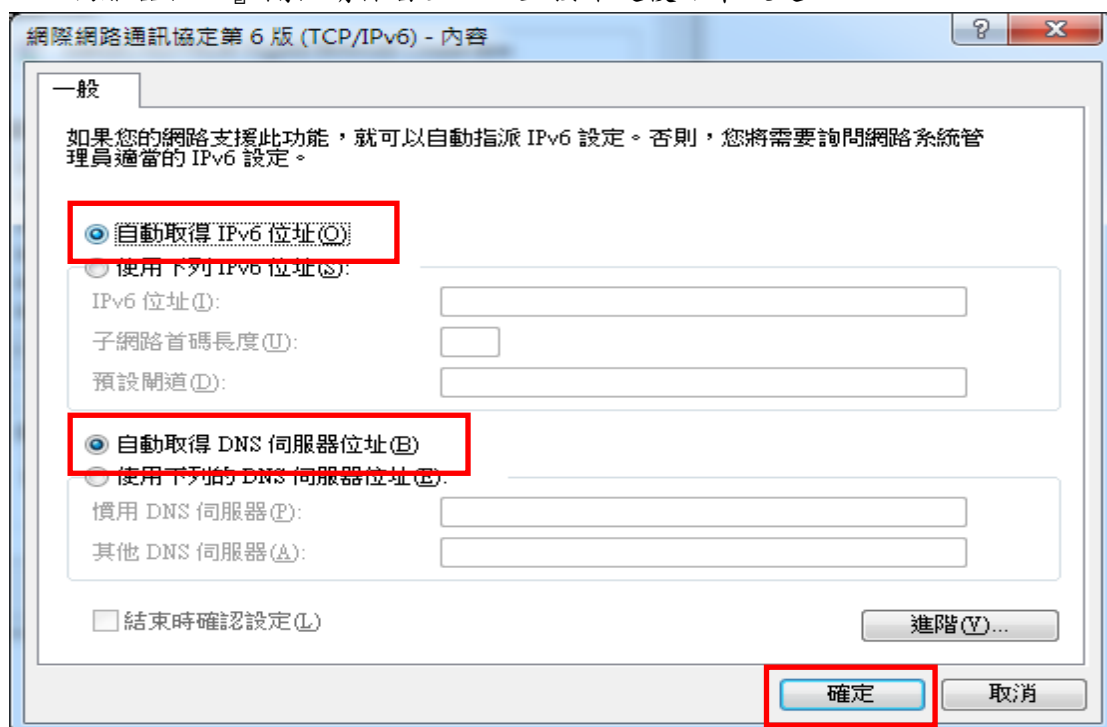 網際網路通訊協定第 6 版 (TCP/IPv6) - 內容
一般
如果您的網路支援此功能，就可以自動指派 IPv6 設定。否則，您將需要詢問網路系統管
理員適當的 IPv6 設定。
自動取得 IPv6 位址(O)
使用下列 IPv6 位址(S):
IPv6 位址(I):
子網路首碼長度(U):
預設閘道(D):
自動取得 DNS 伺服器位址(B)
使用下列的 DNS 伺服器位址(E):
慣用 DNS 伺服器(P):
其他 DNS 伺服器(A):
結束時確認設定(L)
進階(V)...
確定
取消